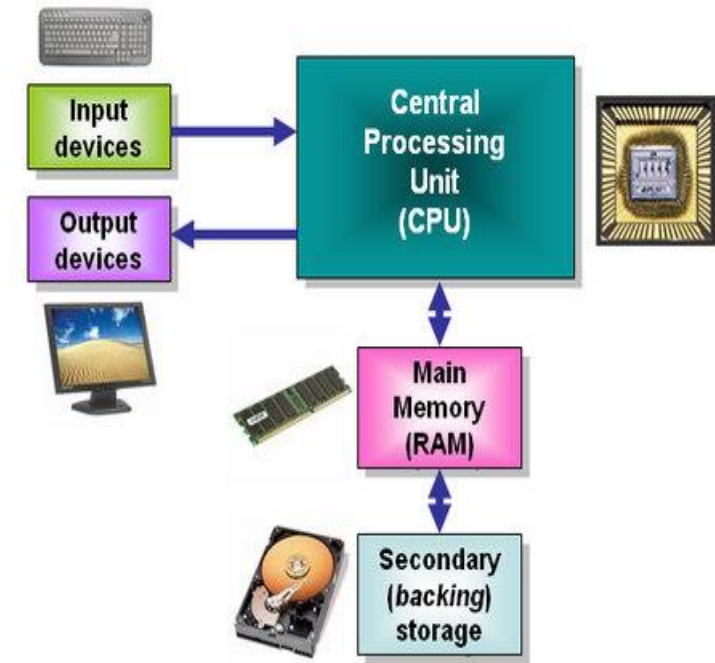 Input
devices
Output
devices
Central
Processing
Unit
(CPU)
Main
Memory
(RAM)
Secondary
(backing)
storage